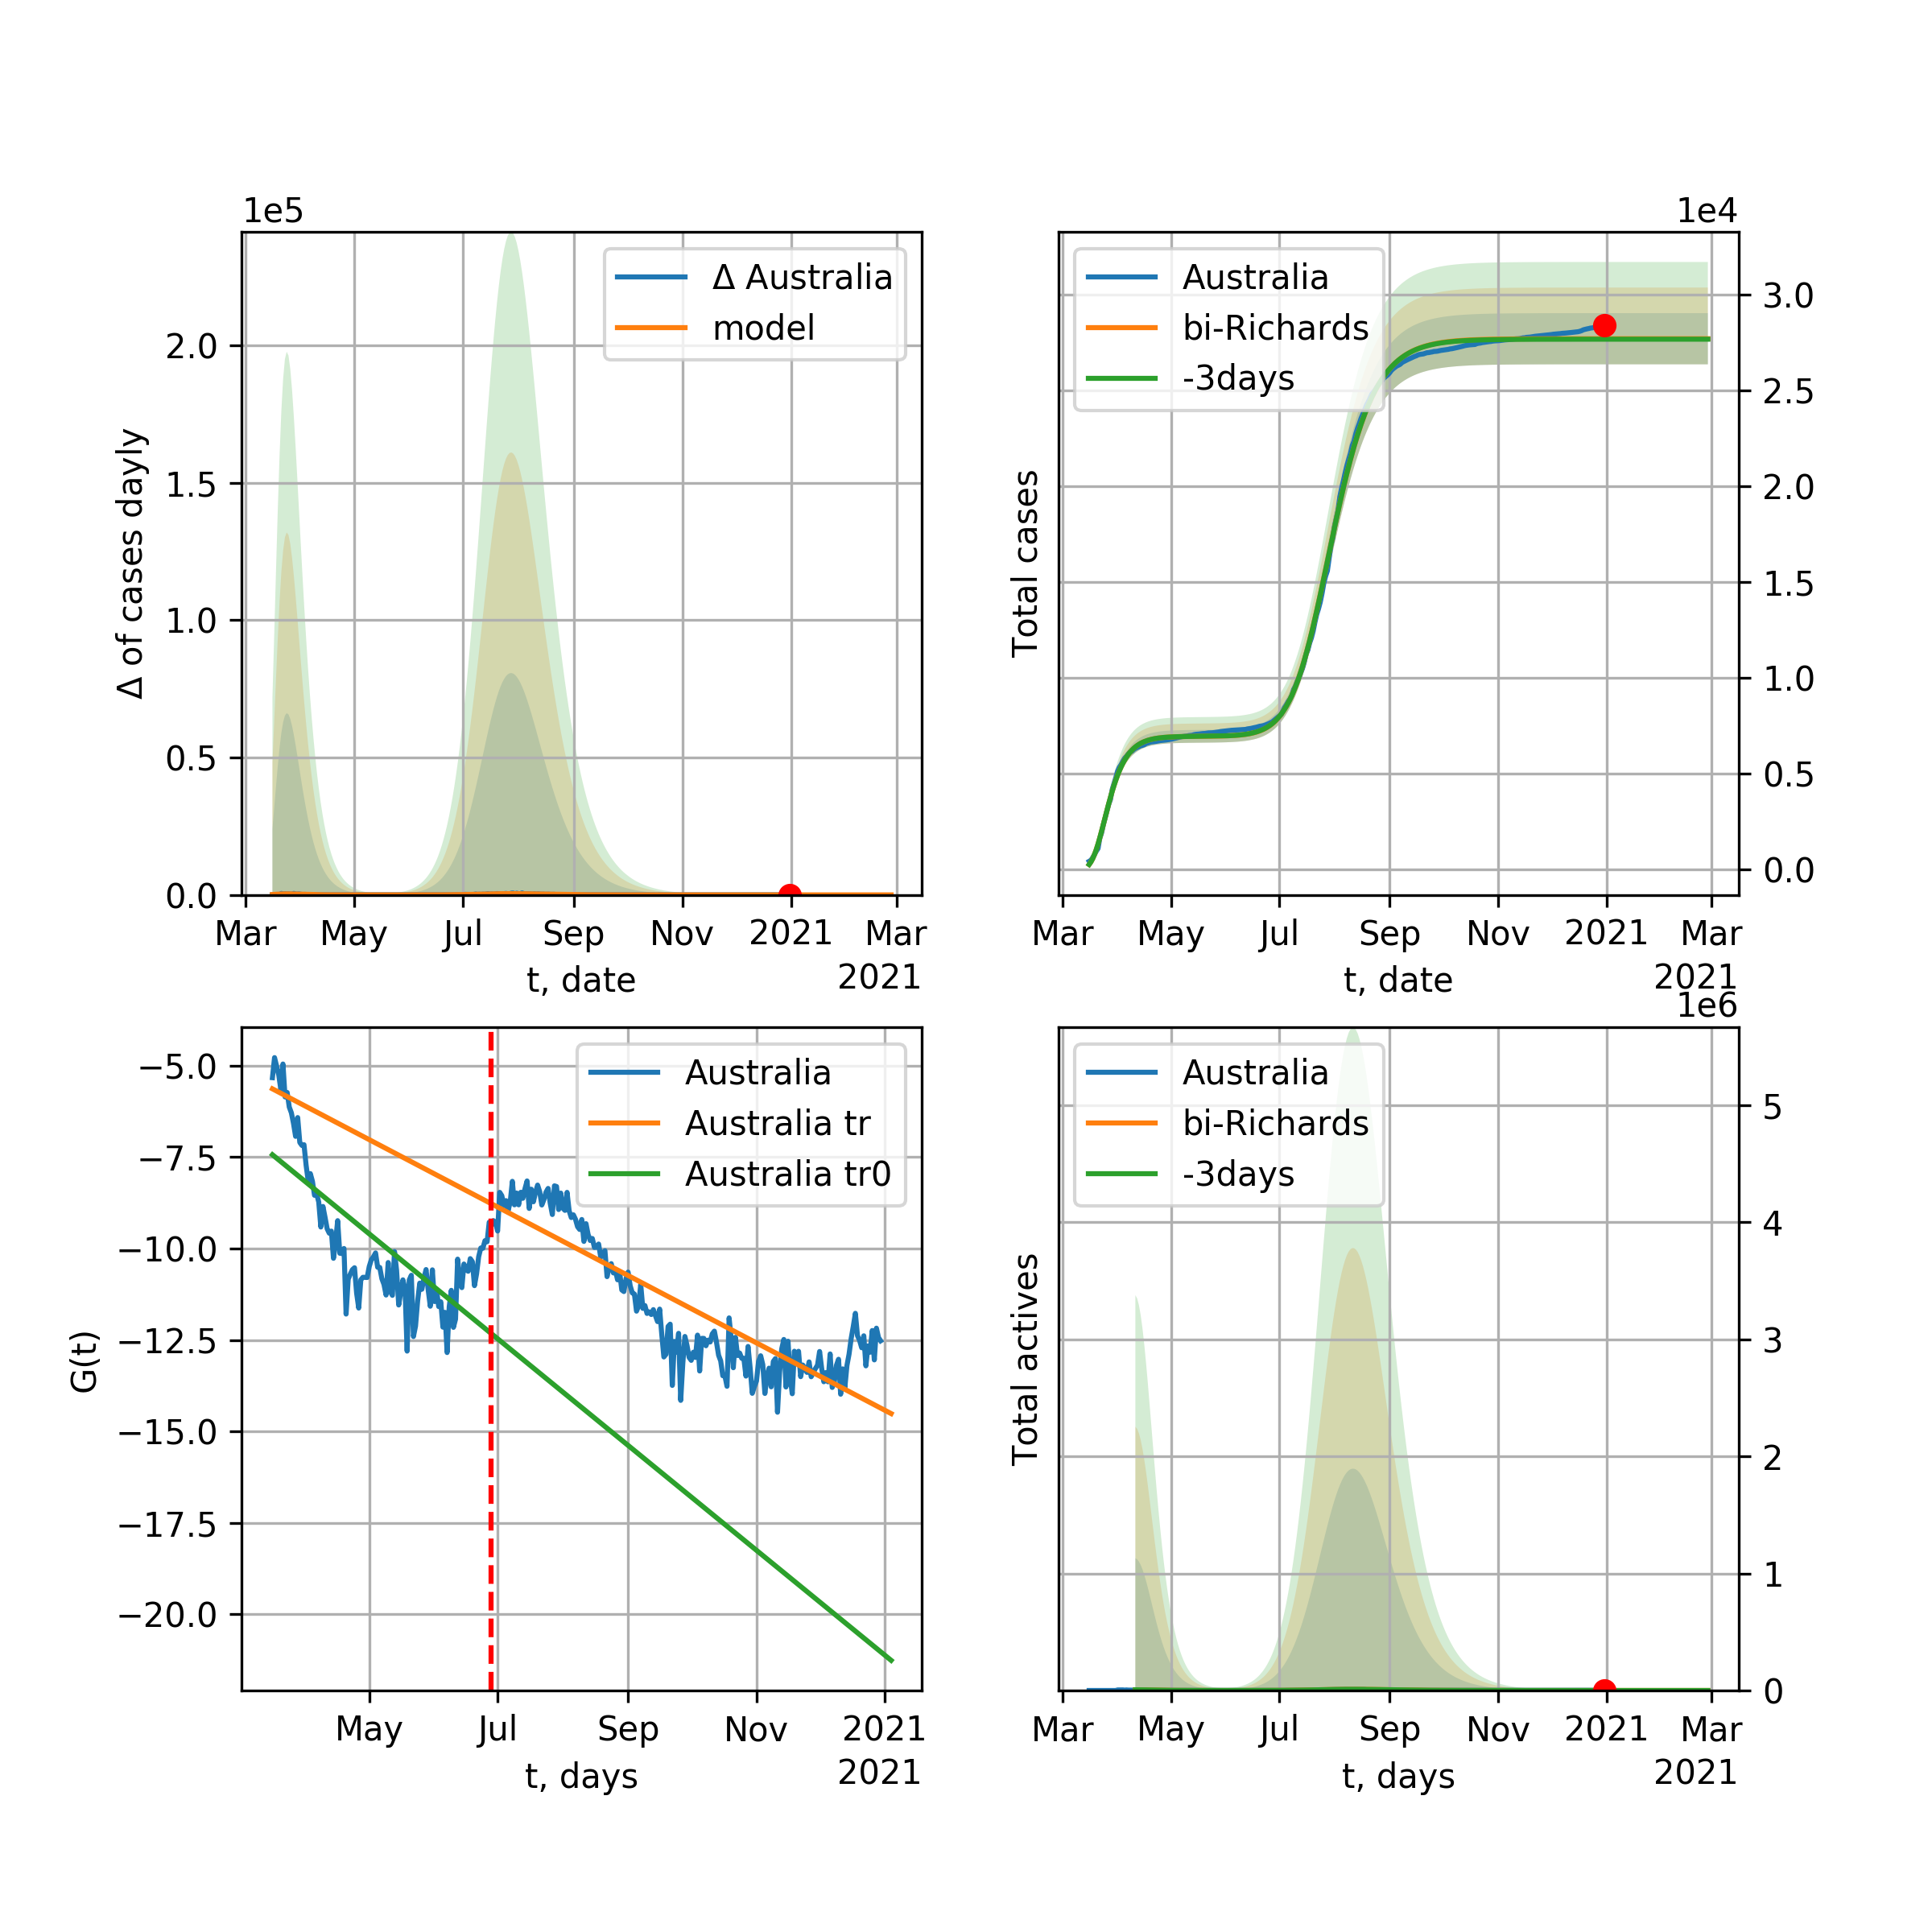 1e5
Δ Australia
model
2.0
1.5
1.0
0.5
0.0
Δ of cases dayly
Mar May Jul Sep Nov 2021 Mar
t, date
2021
1e4
Australia
bi-Richards
-3days
3.0
2.5
2.0
1.5
1.0
0.5
0.0
Total cases
Mar May Jul Sep Nov 2021 Mar
t, date
2021
Australia
Australia tr
Australia tr0
−5.0
−7.5
−10.0
−12.5
−15.0
−17.5
−20.0
G(t)
May Jul Sep Nov 2021
t, days
2021
1e6
Australia
bi-Richards
-3days
5
4
3
2
1
0
Total actives
Mar May Jul Sep Nov 2021 Mar
t, days
2021